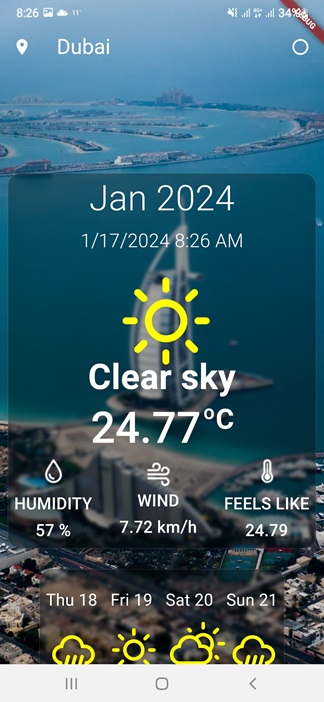 8:26 11° 34%
DEBUG
Dubai
Jan 2024
1/17/2024 8:26 AM
Clear sky
24.77°C
HUMIDITY WIND FEELS LIKE
57 % 7.72 km/h 24.79
Thu 18 Fri 19 Sat 20 Sun 21